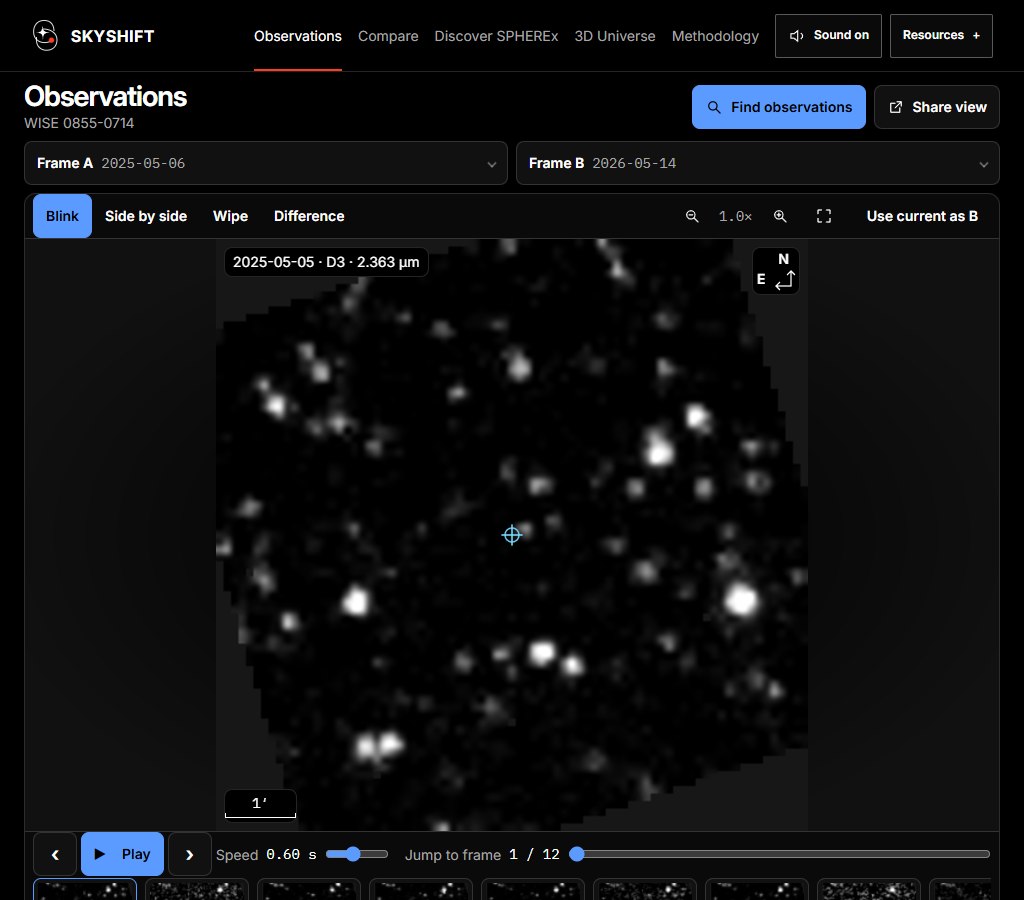 SKYSHIFT
Observations Compare Discover SPHEREx 3D Universe Methodology Sound on Resources +
Observations
WISE 0855-0714
Find observations Share view
Frame A 2025-05-06 Frame B 2026-05-14
Blink Side by side Wipe Difference 1.0× Use current as B
2025-05-05 · D3 · 2.363 µm
N
E
1′
‹ Play › Speed 0.60 s Jump to frame 1 / 12